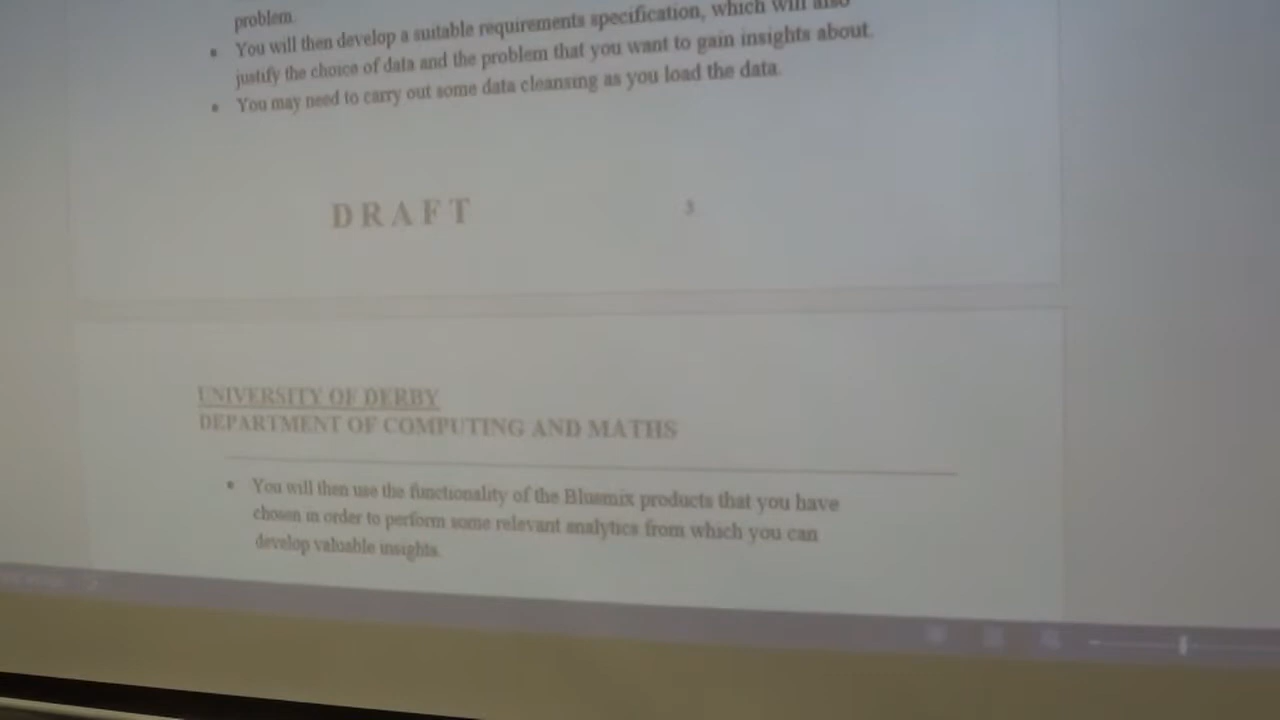 problem.
• You will then develop a suitable requirements specification, which will also
justify the choice of data and the problem that you want to gain insights about.
• You may need to carry out some data cleansing as you load the data.
DRAFT 3
UNIVERSITY OF DERBY
DEPARTMENT OF COMPUTING AND MATHS
• You will then use the functionality of the Bluemix products that you have
chosen in order to perform some relevant analytics from which you can
develop valuable insights.